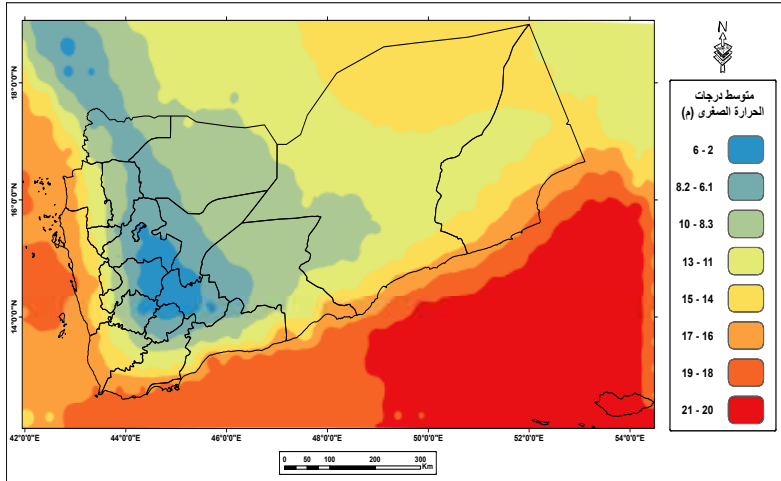 N
18°0'0"N
16°0'0"N
14°0'0"N
42°0'0"E 44°0'0"E 46°0'0"E 48°0'0"E 50°0'0"E 52°0'0"E 54°0'0"E
متوسط درجات
الحرارة الصغرى (م)
6 - 2
8.2 - 6.1
10 - 8.3
13 - 11
15 - 14
17 - 16
19 - 18
21 - 20
0 50 100 200 300
Km